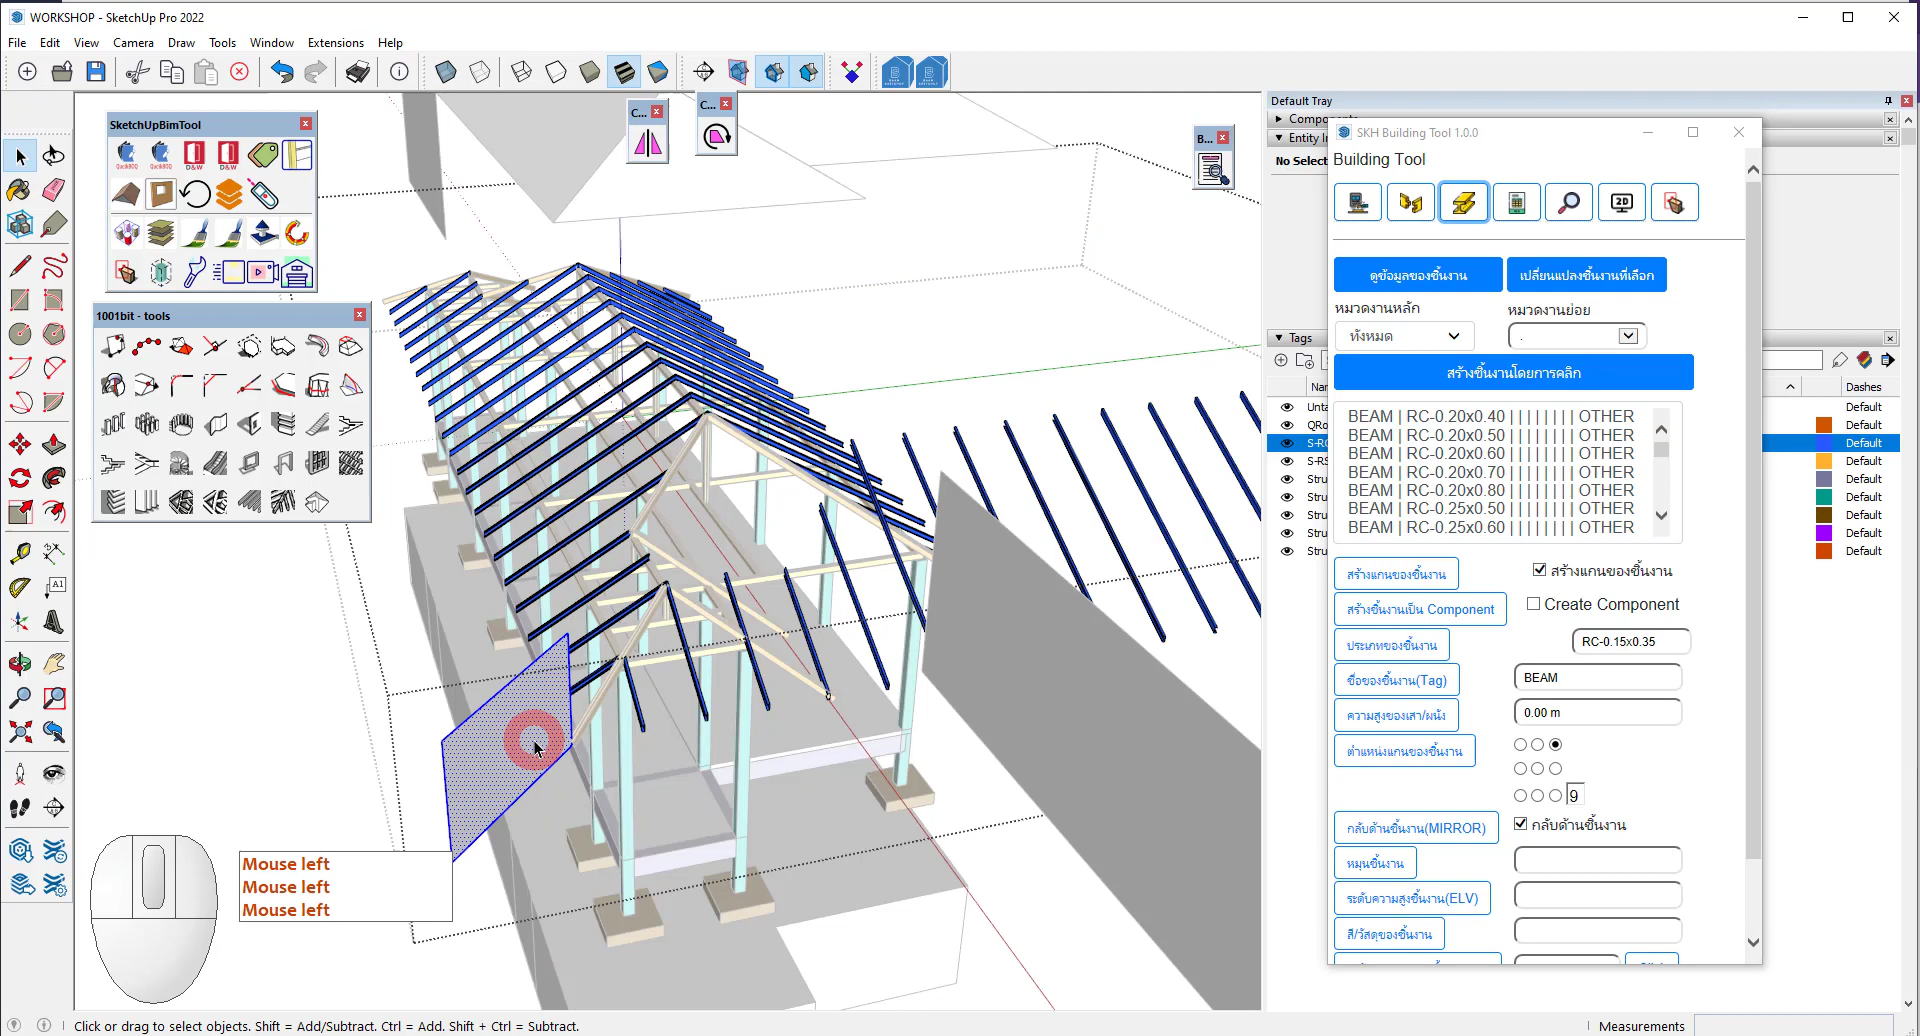 WORKSHOP - SketchUp Pro 2022
File Edit View Camera Draw Tools Window Extensions Help
SketchUpBimTool
QuickBOQ QuickBOQ D&W D&W
1001bit - tools
C...
C...
B...
Mouse left
Mouse left
Mouse left
A1
Default Tray
Entity In
No Select
Tags
Dashes
Unta Default
QRo Default
S-RO Default
S-RS Default
Stru Default
Stru Default
Stru Default
Stru Default
Stru Default
SKH Building Tool 1.0.0
Building Tool
2D
ดูข้อมูลของชิ้นงาน เปลี่ยนแปลงชิ้นงานที่เลือก
หมวดงานหลัก หมวดงานย่อย
ทั้งหมด .
สร้างชิ้นงานโดยการคลิก
BEAM | RC-0.20x0.40 | | | | | | | | OTHER
BEAM | RC-0.20x0.50 | | | | | | | | OTHER
BEAM | RC-0.20x0.60 | | | | | | | | OTHER
BEAM | RC-0.20x0.70 | | | | | | | | OTHER
BEAM | RC-0.20x0.80 | | | | | | | | OTHER
BEAM | RC-0.25x0.50 | | | | | | | | OTHER
BEAM | RC-0.25x0.60 | | | | | | | | OTHER
สร้างแกนของชิ้นงาน สร้างแกนของชิ้นงาน
สร้างชิ้นงานเป็น Component Create Component
ประเภทของชิ้นงาน RC-0.15x0.35
ชื่อของชิ้นงาน(Tag) BEAM
ความสูงของเสา/ผนัง 0.00 m
ตำแหน่งแกนของชิ้นงาน
9
กลับด้านชิ้นงาน(MIRROR) กลับด้านชิ้นงาน
หมุนชิ้นงาน
ระดับความสูงชิ้นงาน(ELV)
สี/วัสดุของชิ้นงาน
Click or drag to select objects. Shift = Add/Subtract. Ctrl = Add. Shift + Ctrl = Subtract.
Measurements